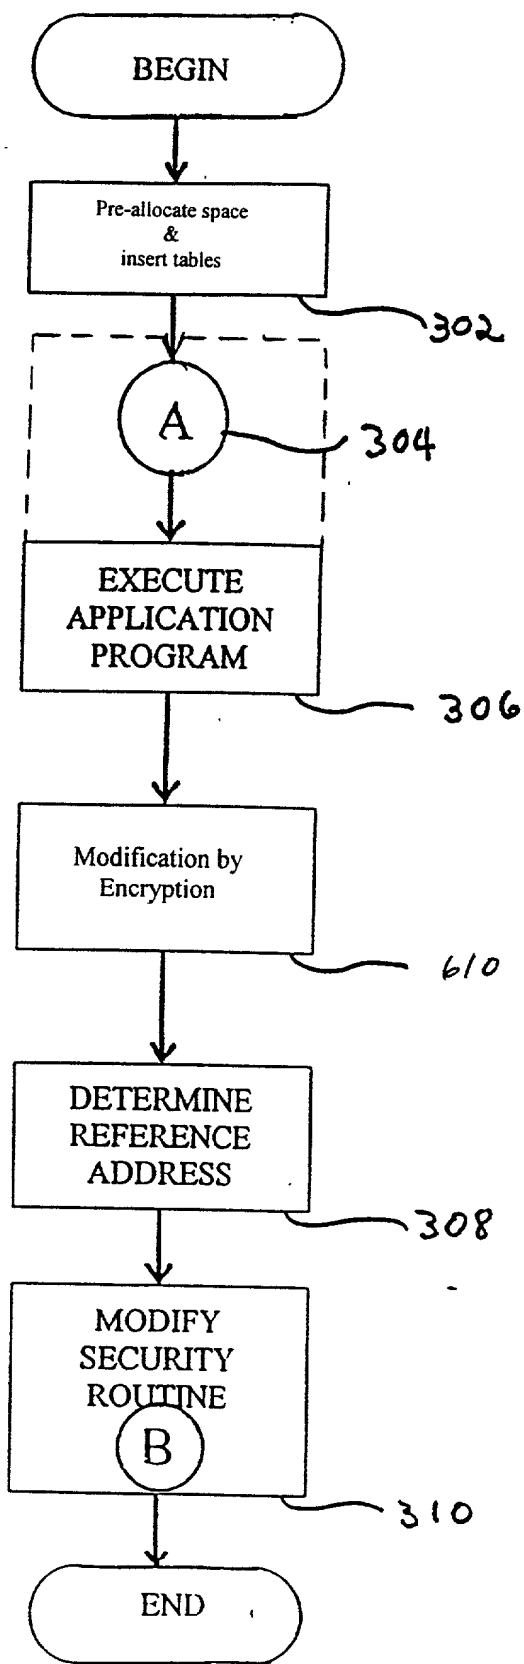 BEGIN
Pre-allocate space
&
insert tables
302
A
304
EXECUTE
APPLICATION
PROGRAM
306
Modification by
Encryption
610
DETERMINE
REFERENCE
ADDRESS
308
MODIFY
SECURITY
ROUTINE
B
310
END